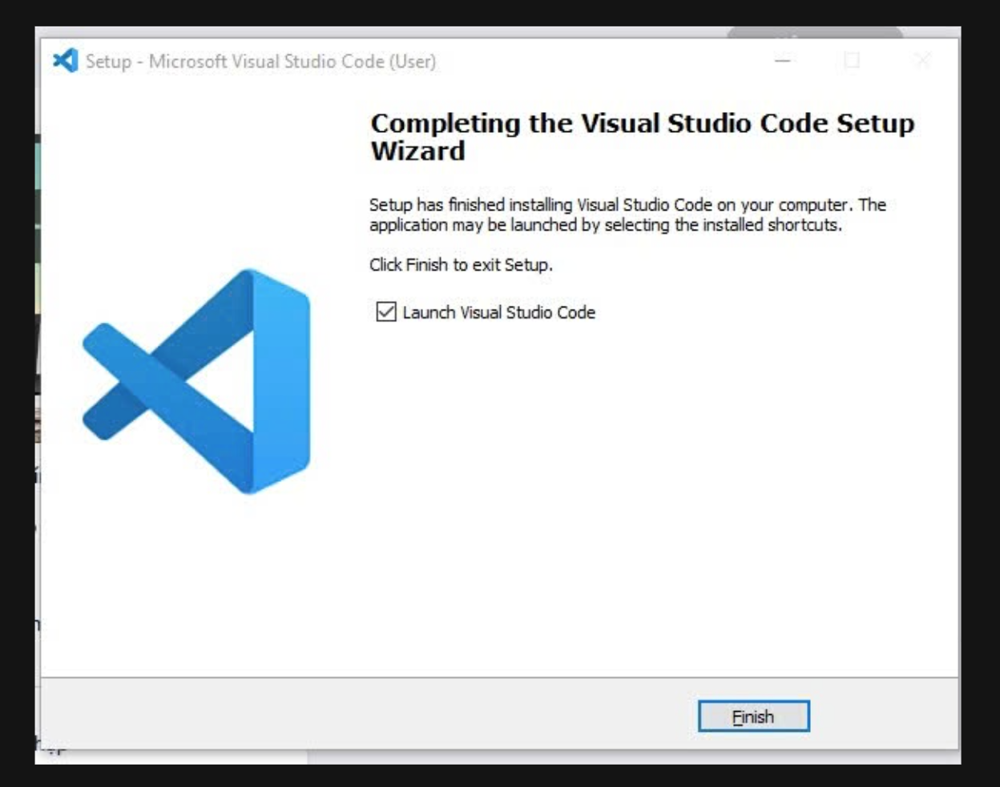 Setup - Microsoft Visual Studio Code (User)
Completing the Visual Studio Code Setup
Wizard
Setup has finished installing Visual Studio Code on your computer. The
application may be launched by selecting the installed shortcuts.
Click Finish to exit Setup.
Launch Visual Studio Code
Finish